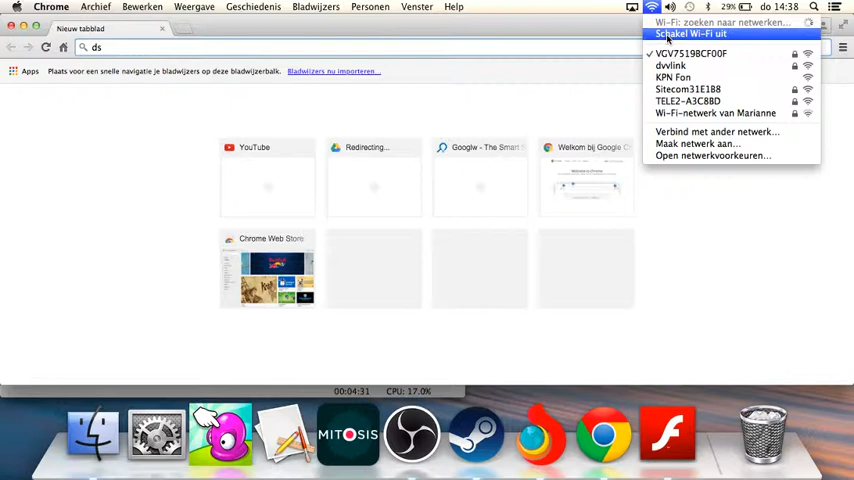 Chrome Archief Bewerken Weergave Geschiedenis Bladwijzers Personen Venster Help 29% do 14:38
Nieuw tabblad
Wi-Fi: zoeken naar netwerken...
Schakel Wi-Fi uit
ds
VGV7519BCF00F
dvvlink
Apps Plaats voor een snelle navigatie je bladwijzers op deze bladwijzerbalk. Bladwijzers nu importeren...
KPN Fon
Sitecom31E1B8
TELE2-A3C8BD
Wi-Fi-netwerk van Marianne
Verbind met ander netwerk...
Maak netwerk aan...
Open netwerkvoorkeuren...
YouTube Redirecting... Googlw - The Smart S Welkom bij Google C
Chrome Web Store
00:04:31 CPU: 17.0%
MITOSIS